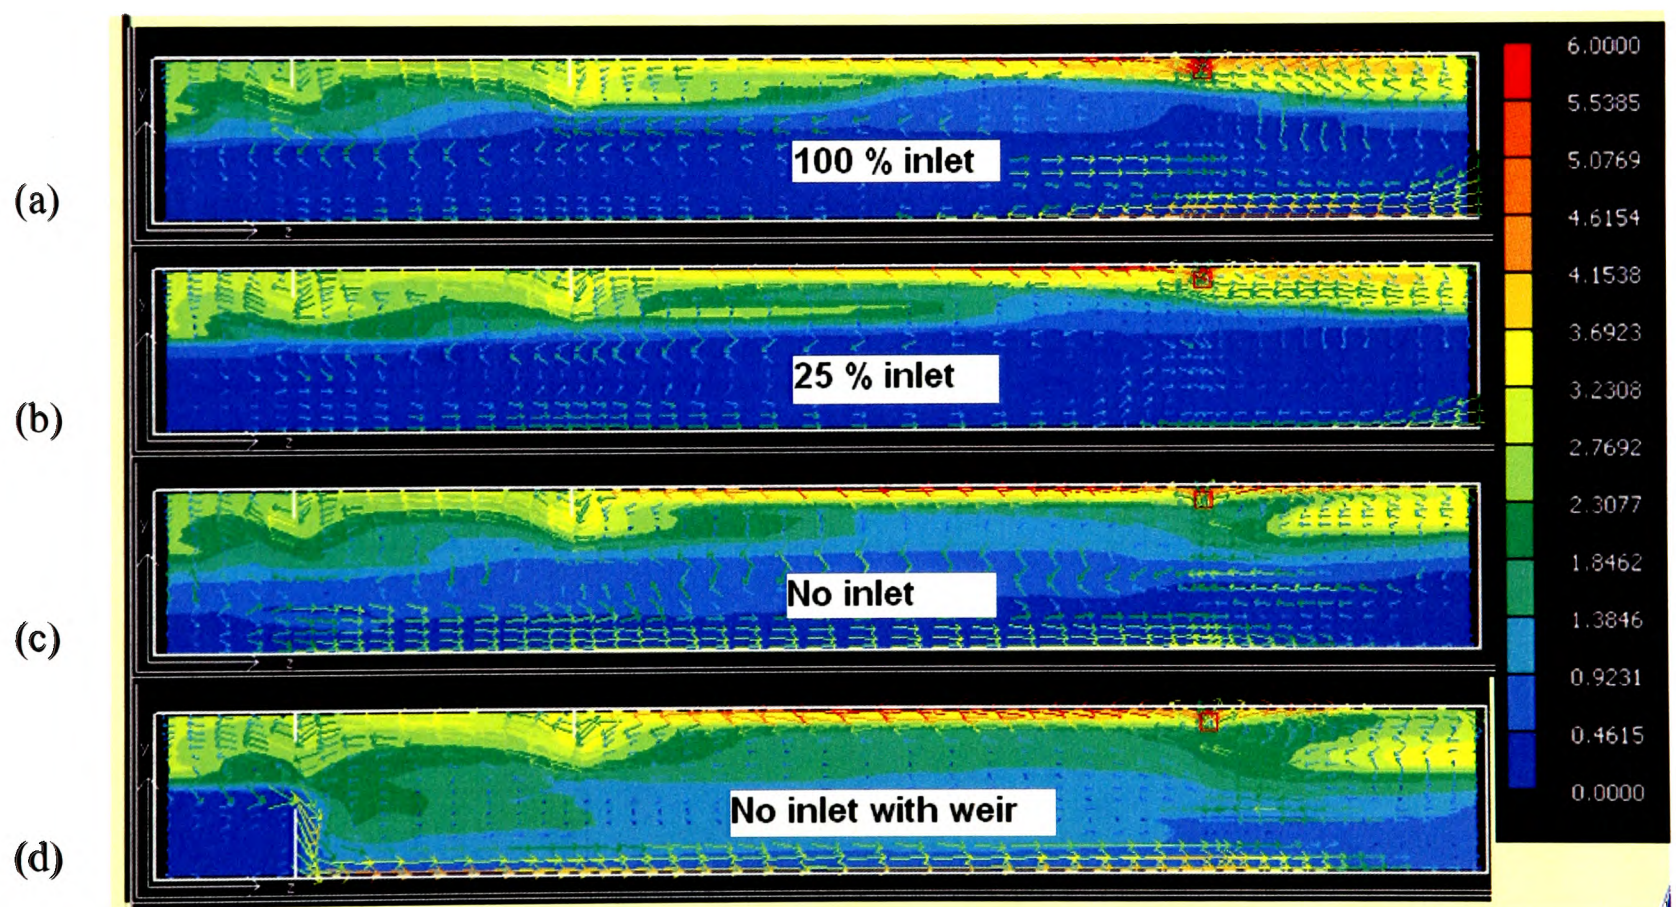 (a)
100 % inlet
y
z
(b)
25 % inlet
y
z
(c)
No inlet
y
z
(d)
No inlet with weir
y
z
6.0000
5.5385
5.0769
4.6154
4.1538
3.6923
3.2308
2.7692
2.3077
1.8462
1.3846
0.9231
0.4615
0.0000